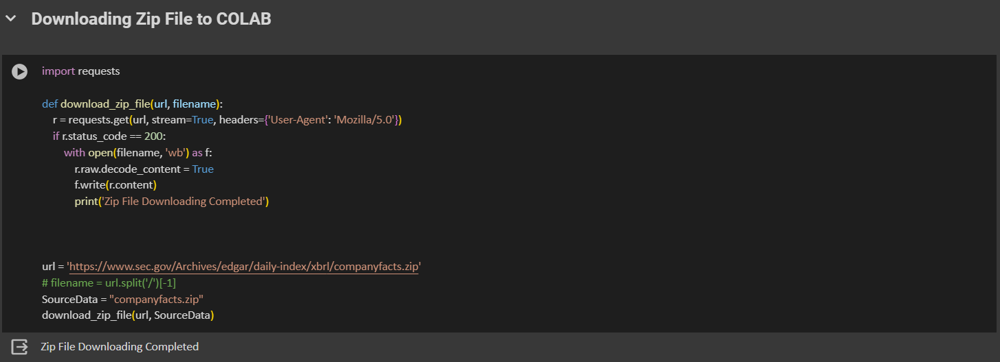 Downloading Zip File to COLAB
import requests
def download_zip_file(url, filename):
    r = requests.get(url, stream=True, headers={'User-Agent': 'Mozilla/5.0'})
    if r.status_code == 200:
        with open(filename, 'wb') as f:
            r.raw.decode_content = True
            f.write(r.content)
            print('Zip File Downloading Completed')
url = 'https://www.sec.gov/Archives/edgar/daily-index/xbrl/companyfacts.zip'
# filename = url.split('/')[-1]
SourceData = "companyfacts.zip"
download_zip_file(url, SourceData)
Zip File Downloading Completed